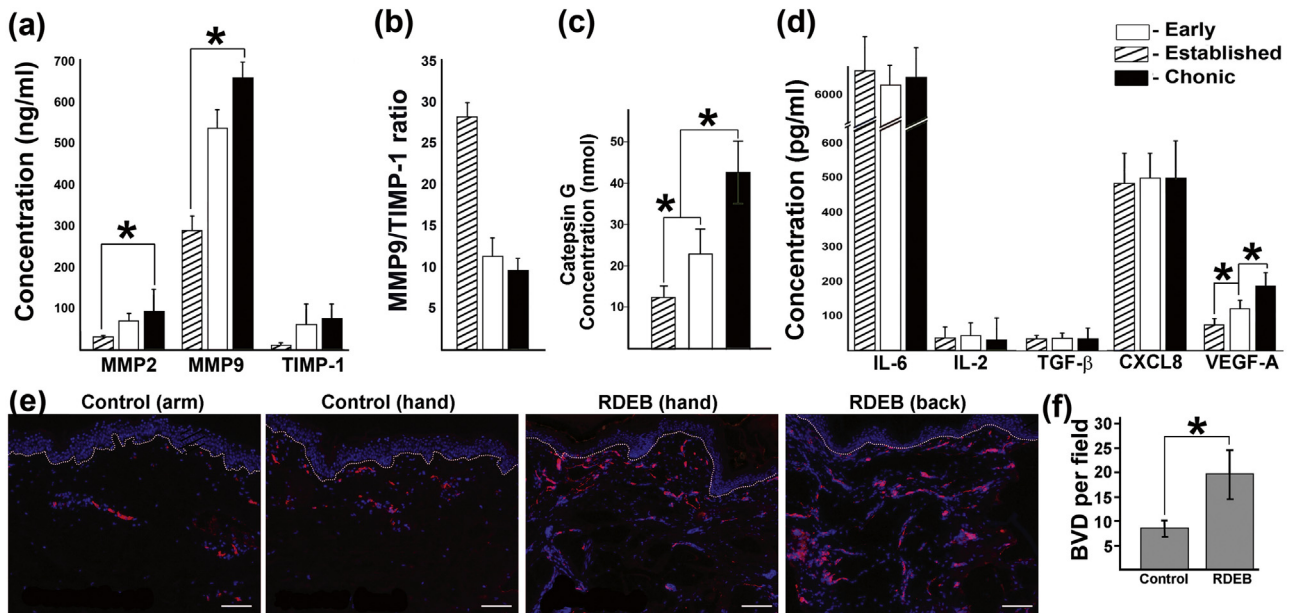 (a)
Concentration (ng/ml)
700
600
500
400
300
200
100
*
*
MMP2 MMP9 TIMP-1
(b)
MMP9/TIMP-1 ratio
35
30
25
20
15
10
5
(c)
Catepsin G
Concentration (nmol)
50
40
30
20
10
*
*
(d)
Concentration (pg/ml)
6000
600
500
400
300
200
100
*
*
IL-6 IL-2 TGF-β CXCL8 VEGF-A
- Early
- Established
- Chonic
(e)
Control (arm) Control (hand) RDEB (hand) RDEB (back)
(f)
BVD per field
30
25
20
15
10
5
*
Control RDEB